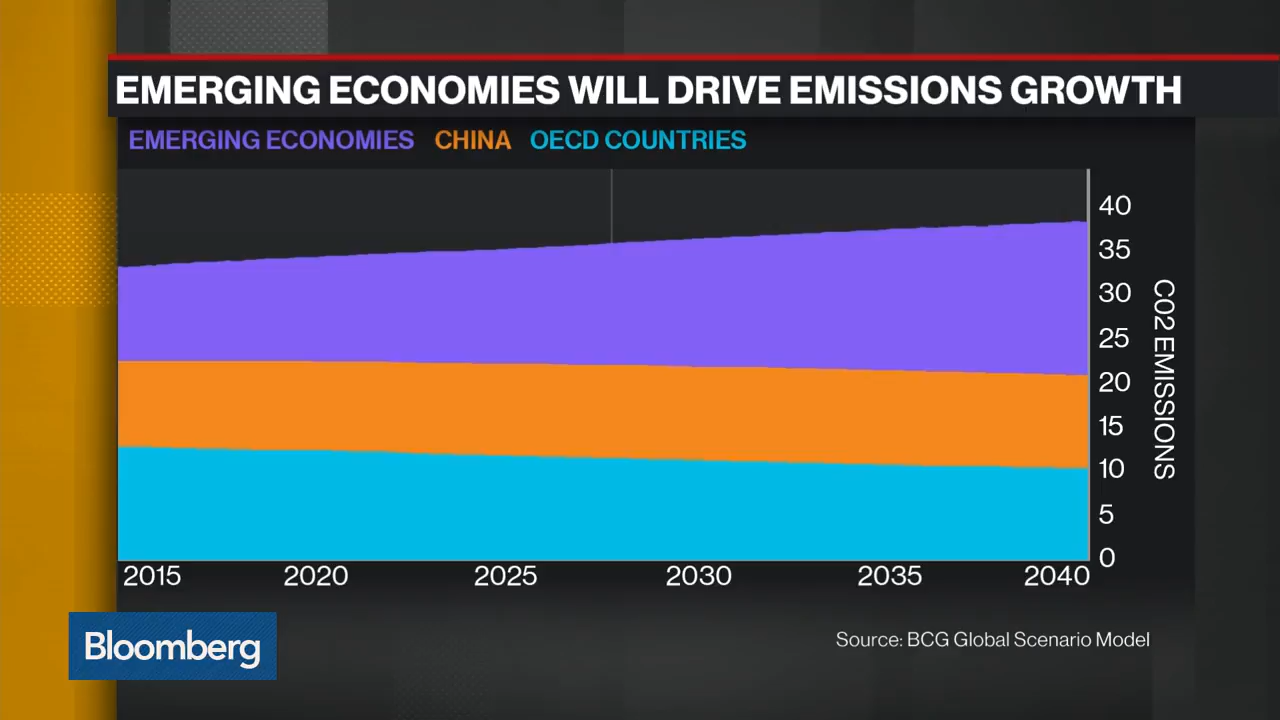 EMERGING ECONOMIES WILL DRIVE EMISSIONS GROWTH
EMERGING ECONOMIES CHINA OECD COUNTRIES
40
35
30
25
20
15
10
5
0
C02 EMISSIONS
2015 2020 2025 2030 2035 2040
Bloomberg
Source: BCG Global Scenario Model